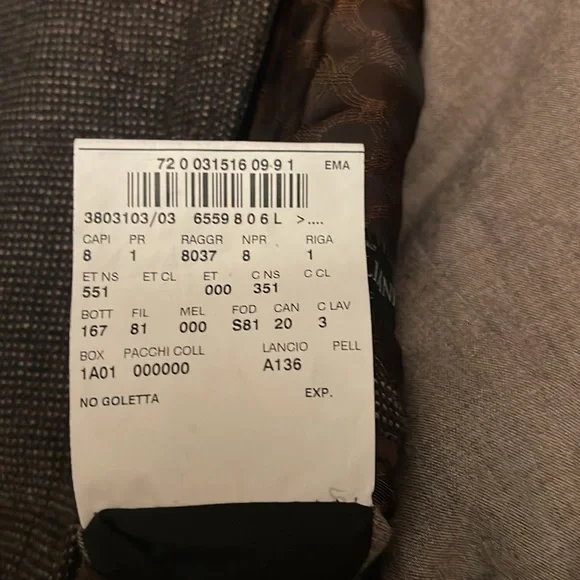 72 0 031516 09-9 1 EMA
3803103/03 6559 8 0 6 L >....
CAPI PR RAGGR NPR RIGA
8 1 8037 8 1
ET NS ET CL ET C NS C CL
551 000 351
BOTT FIL MEL FOD CAN C LAV
167 81 000 S81 20 3
BOX PACCHI COLL LANCIO PELL
1A01 000000 A136
NO GOLETTA EXP.